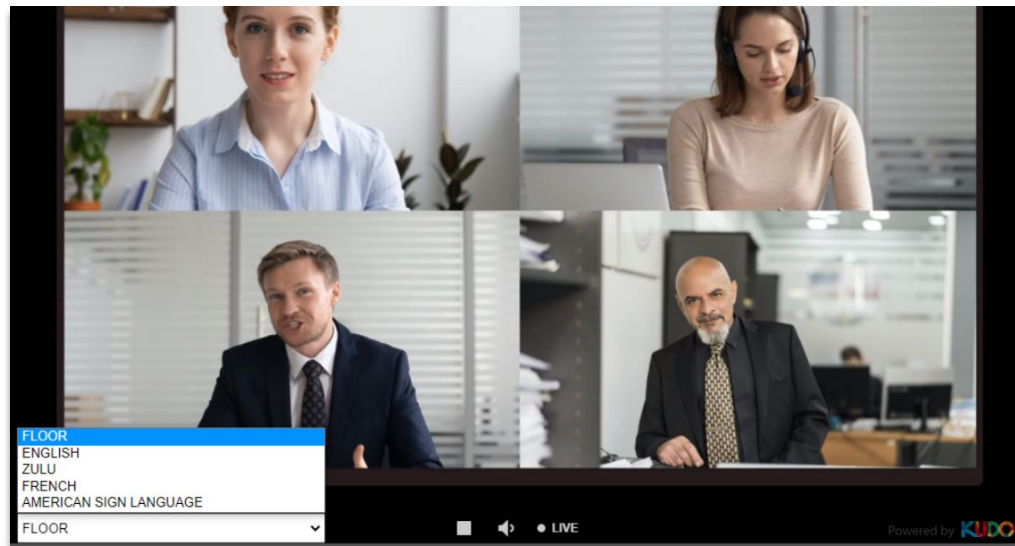 FLOOR
ENGLISH
ZULU
FRENCH
AMERICAN SIGN LANGUAGE
FLOOR
LIVE
Powered by KUDO